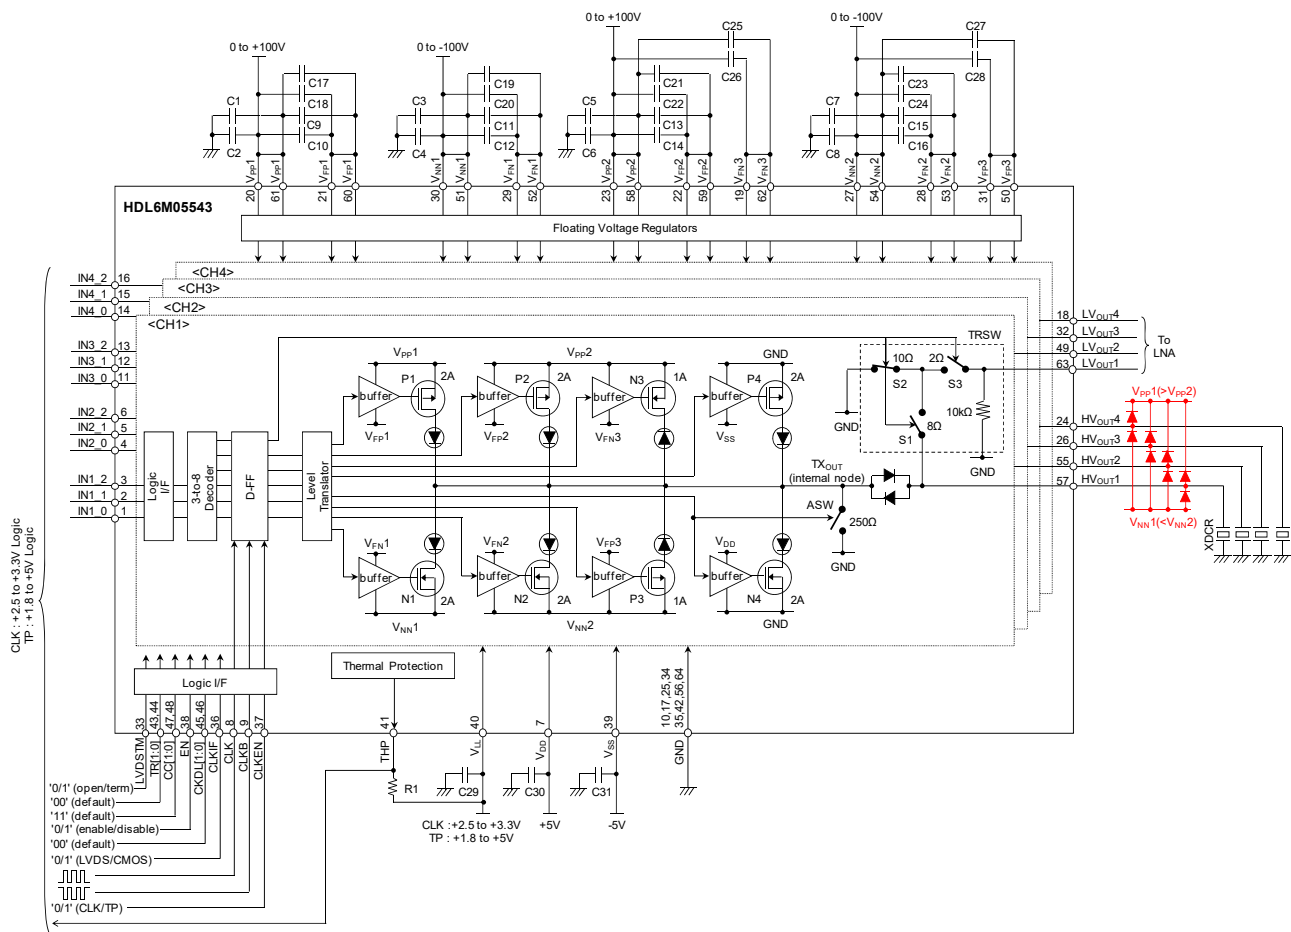 0 to +100V
0 to -100V
0 to +100V
0 to -100V
C17
C18
C1
C9
C2
C10
C19
C20
C3
C11
C4
C12
C25
C26
C21
C22
C5
C13
C6
C14
C27
C28
C23
C24
C7
C15
C8
C16
VPP1
VFP1
VFP1
VNN1
VNN1
VFN1
VFN1
VPP2
VPP2
VFP2
VFP2
VFN3
VFN3
VNN2
VNN2
VFN2
VFN2
VFP3
VFP3
20 61 21 60 30 51 29 52 23 58 22 59 19 62 27 54 28 53 31 50
HDL6M05543
Floating Voltage Regulators
<CH4>
<CH3>
<CH2>
<CH1>
IN4_2 16
IN4_1 15
IN4_0 14
IN3_2 13
IN3_1 12
IN3_0 11
IN2_2 6
IN2_1 5
IN2_0 4
IN1_2 3
IN1_1 2
IN1_0 1
Logic I/F
3-to-8 Decoder
D-FF
Level Translator
VPP1
P1
2A
buffer
VFP1
VPP2
P2
2A
buffer
VFP2
N3
1A
buffer
VFN3
GND
P4
2A
buffer
VSS
VFN1
buffer
N1
2A
VNN1
VFN2
buffer
N2
2A
VNN2
VFP3
buffer
P3
1A
VDD
buffer
N4
2A
GND
TRSW
10Ω
S2
2Ω
S3
10kΩ
8Ω
S1
GND
GND
TXOUT
(internal node)
ASW
250Ω
GND
18 LVOUT4
32 LVOUT3
49 LVOUT2
63 LVOUT1
To
LNA
24 HVOUT4
26 HVOUT3
55 HVOUT2
57 HVOUT1
VPP1(>VPP2)
VNN1(<VNN2)
XDCR
CLK : +2.5 to +3.3V Logic
TP : +1.8 to +5V Logic
Logic I/F
Thermal Protection
33 43,44 47,48 38 45,46 36 8 9 37
LVDSTM
TR[1:0]
CC[1:0]
EN
CKDL[1:0]
CLKIF
CLK
CLKB
CLKEN
41
THP
R1
40
VLL
C29
7
VDD
C30
39
VSS
C31
10,17,25,34
35,42,56,64
GND
CLK :+2.5 to +3.3V
TP : +1.8 to +5V
+5V
-5V
'0/1' (open/term)
'00' (default)
'11' (default)
'0/1' (enable/disable)
'00' (default)
'0/1' (LVDS/CMOS)
'0/1' (CLK/TP)